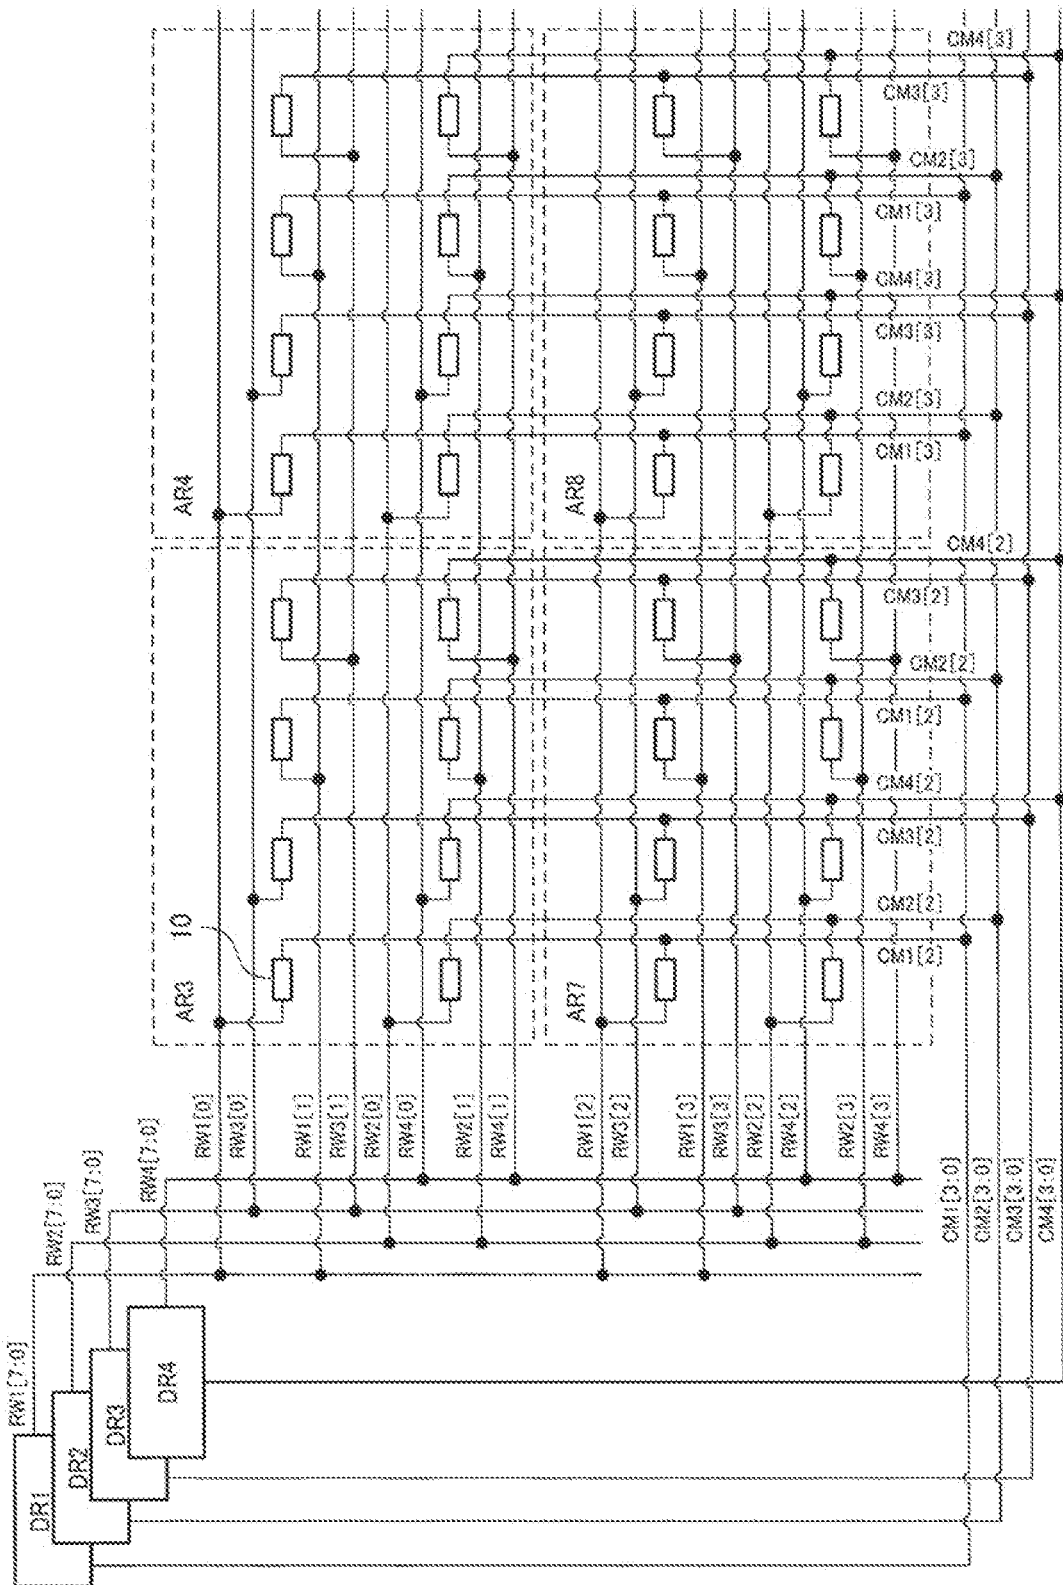 DR1
DR2
DR3
DR4
RW1[7:0]
RW2[7:0]
RW3[7:0]
RW4[7:0]
RW1[0]
RW3[0]
RW1[1]
RW3[1]
RW2[0]
RW4[0]
RW2[1]
RW4[1]
RW1[2]
RW3[2]
RW1[3]
RW3[3]
RW2[2]
RW4[2]
RW2[3]
RW4[3]
CM1[3:0]
CM2[3:0]
CM3[3:0]
CM4[3:0]
AR3
10
AR4
AR7
AR8
CM1[2]
CM2[2]
CM3[2]
CM4[2]
CM1[2]
CM2[2]
CM3[2]
CM4[2]
CM1[3]
CM2[3]
CM3[3]
CM4[3]
CM1[3]
CM2[3]
CM3[3]
CM4[3]